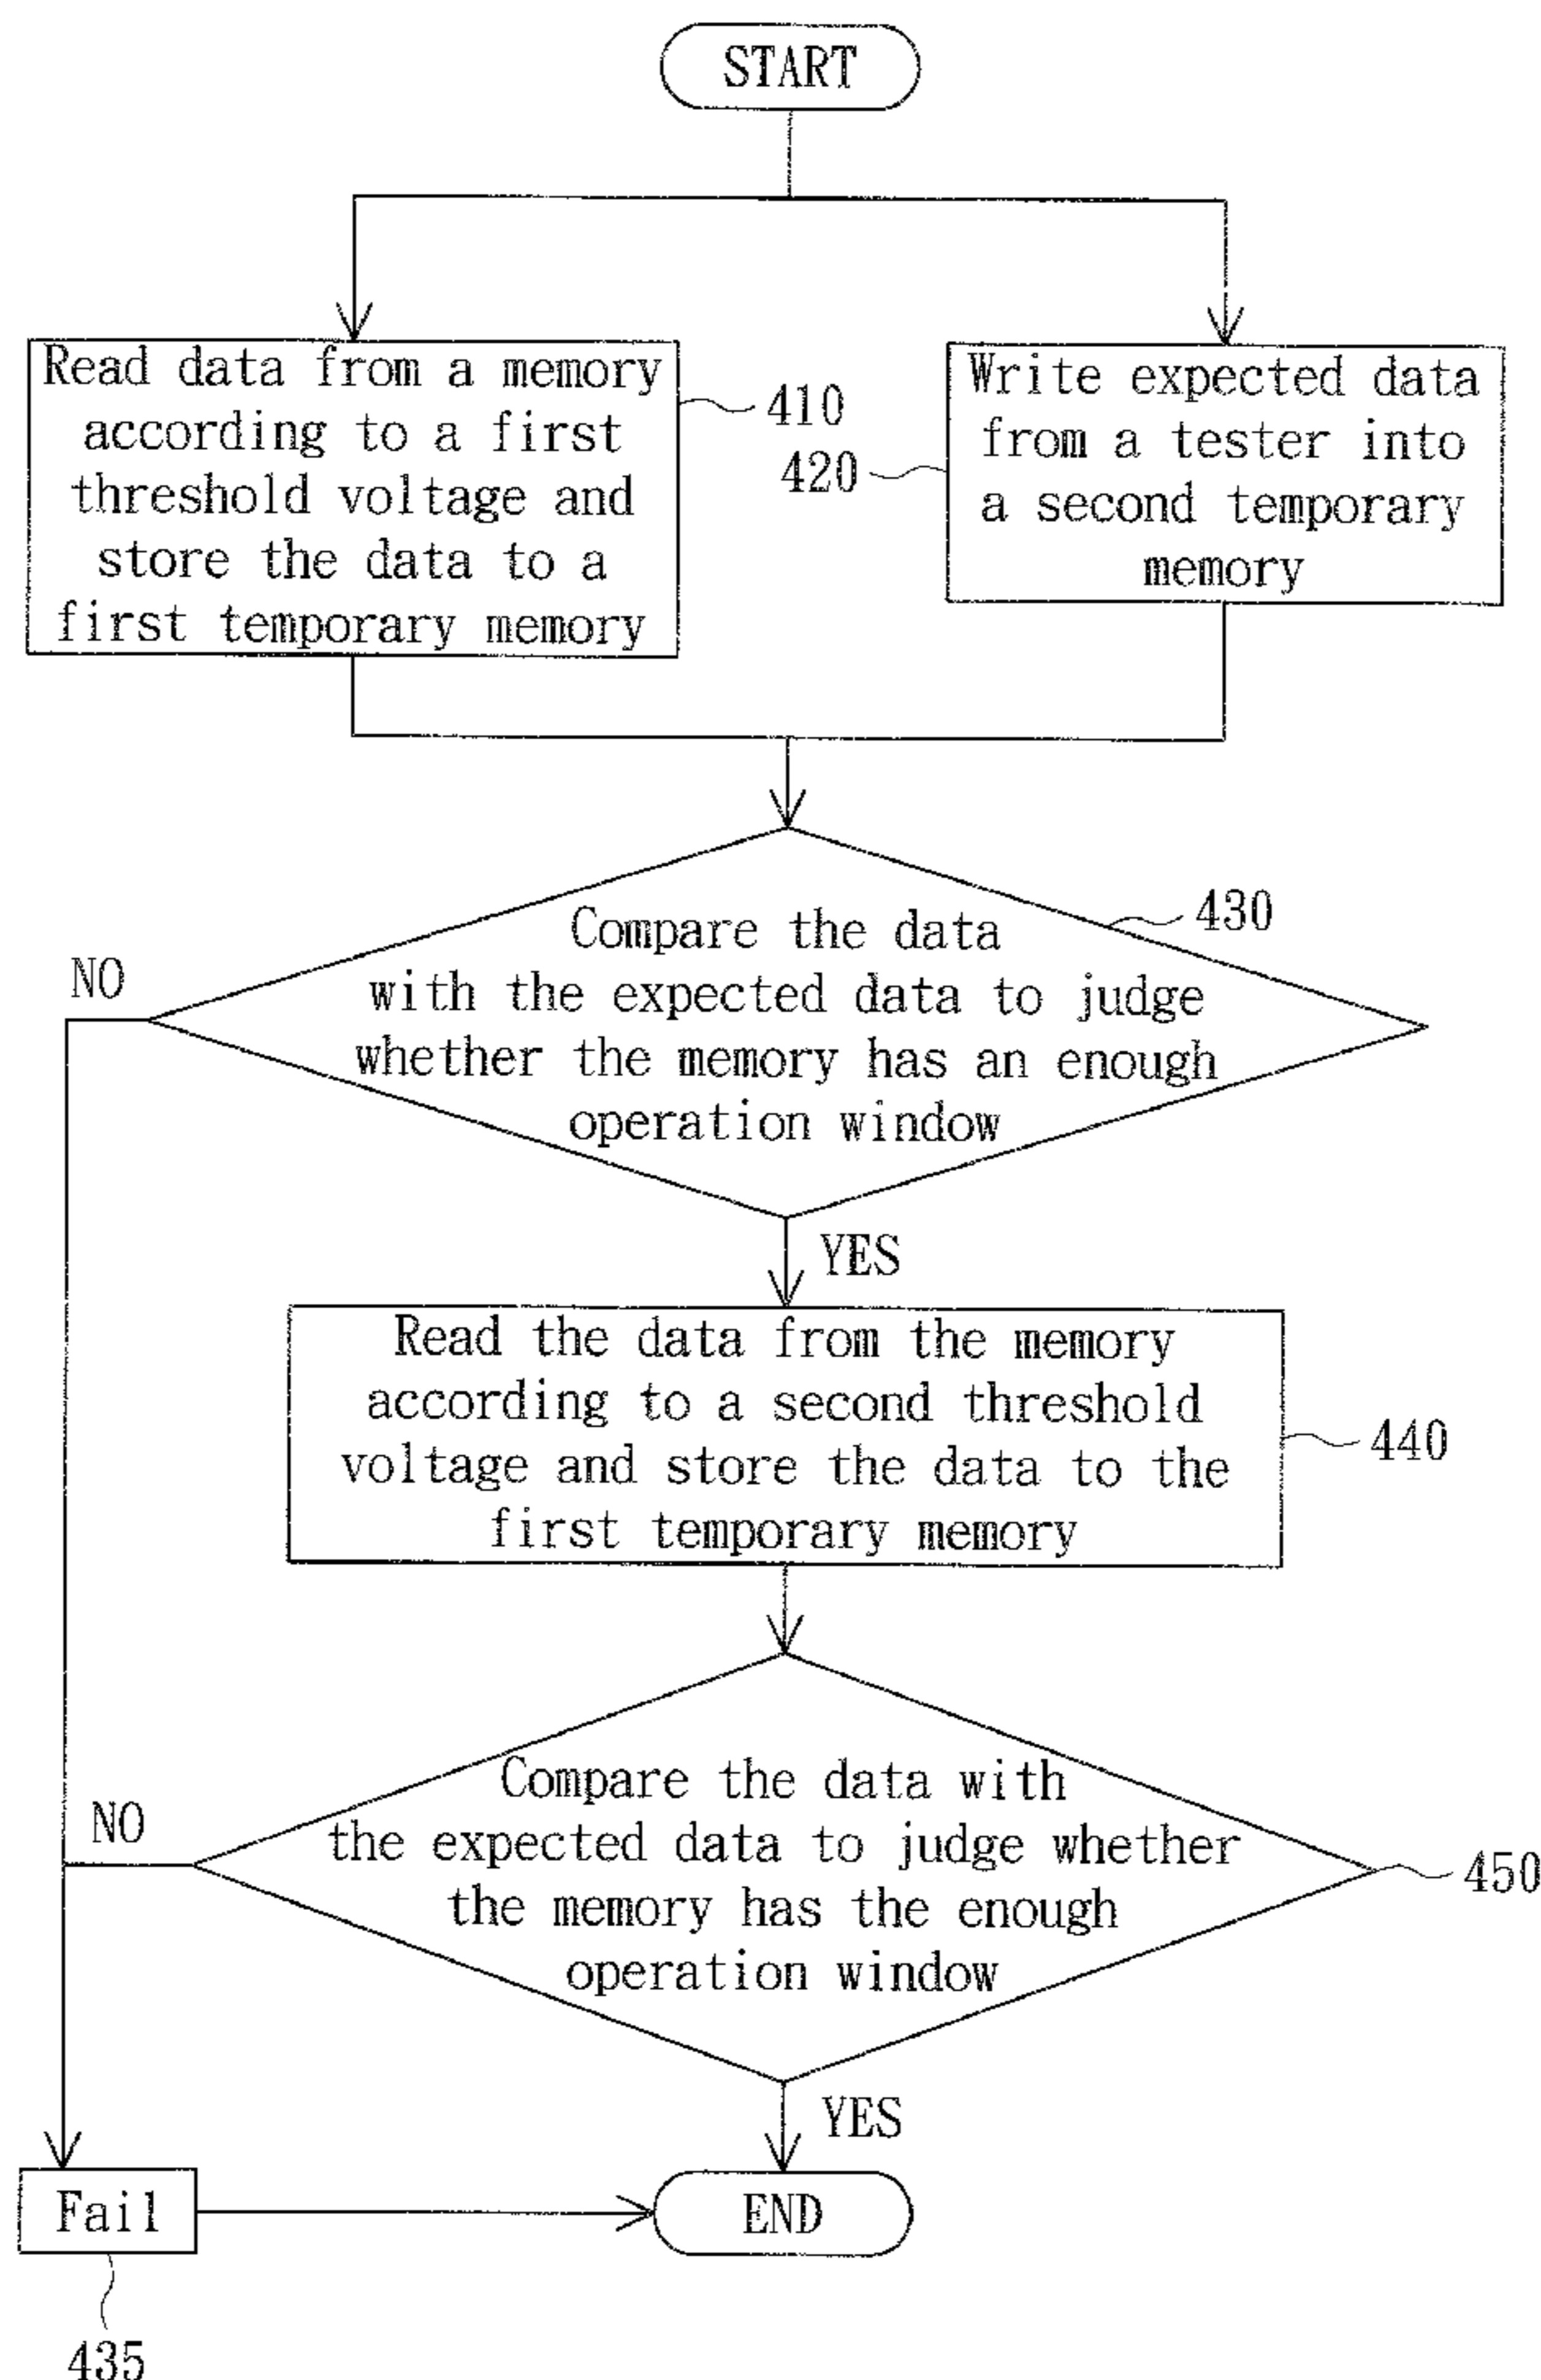 START
Read data from a memory
according to a first
threshold voltage and
store the data to a
first temporary memory
410
420
Write expected data
from a tester into
a second temporary
memory
430
Compare the data
with the expected data to judge
whether the memory has an enough
operation window
NO
YES
Read the data from the memory
according to a second threshold
voltage and store the data to the
first temporary memory
440
Compare the data with
the expected data to judge whether
the memory has the enough
operation window
NO
450
YES
Fail
END
435